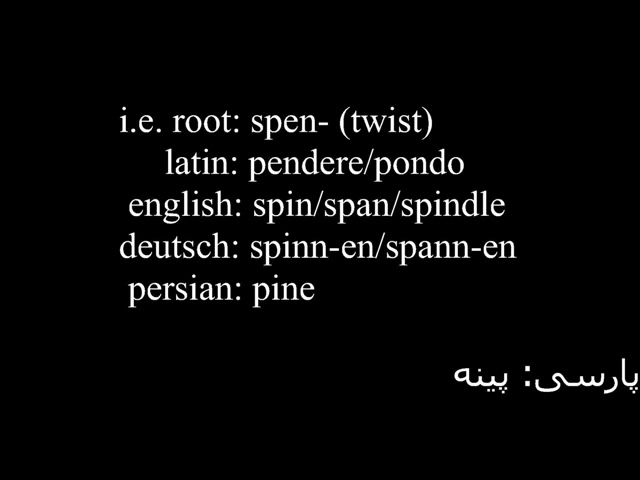 i.e. root: spen- (twist)
latin: pendere/pondo
english: spin/span/spindle
deutsch: spinn-en/spann-en
persian: pine
پارسی: پینه